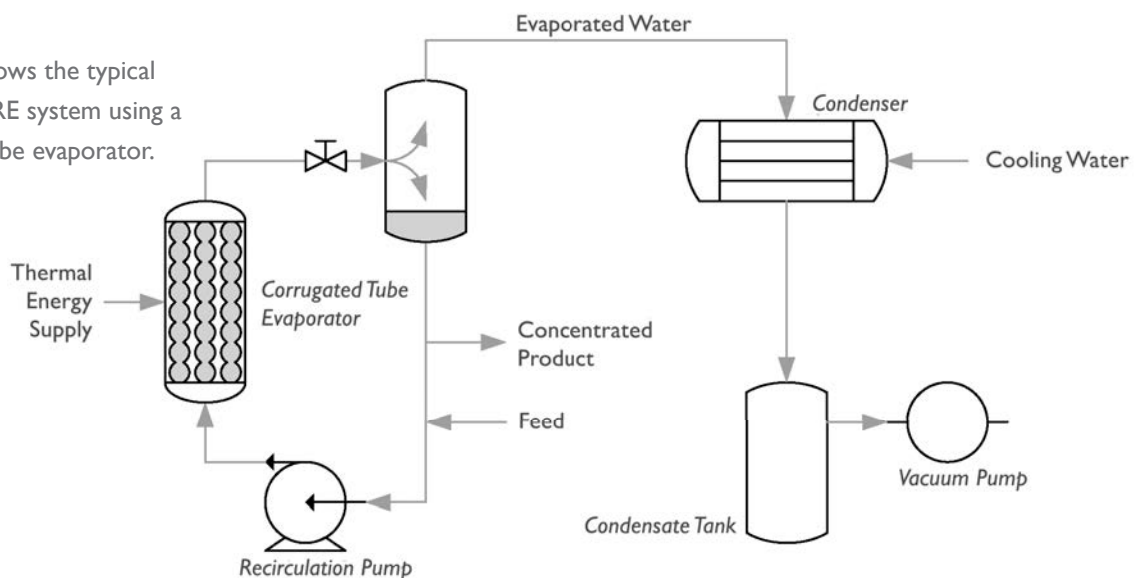 Evaporated Water
ows the typical
RE system using a
be evaporator.
Condenser
Cooling Water
Thermal
Energy
Supply
Corrugated Tube
Evaporator
Concentrated
Product
Feed
Vacuum Pump
Condensate Tank
Recirculation Pump